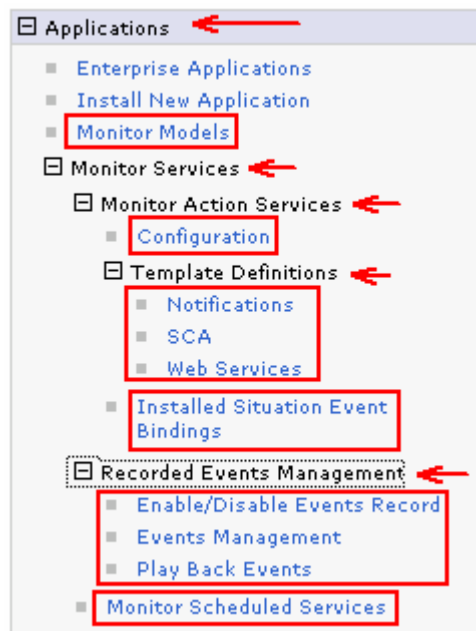 Applications
Enterprise Applications
Install New Application
Monitor Models
Monitor Services
Monitor Action Services
Configuration
Template Definitions
Notifications
SCA
Web Services
Installed Situation Event
Bindings
Recorded Events Management
Enable/Disable Events Record
Events Management
Play Back Events
Monitor Scheduled Services